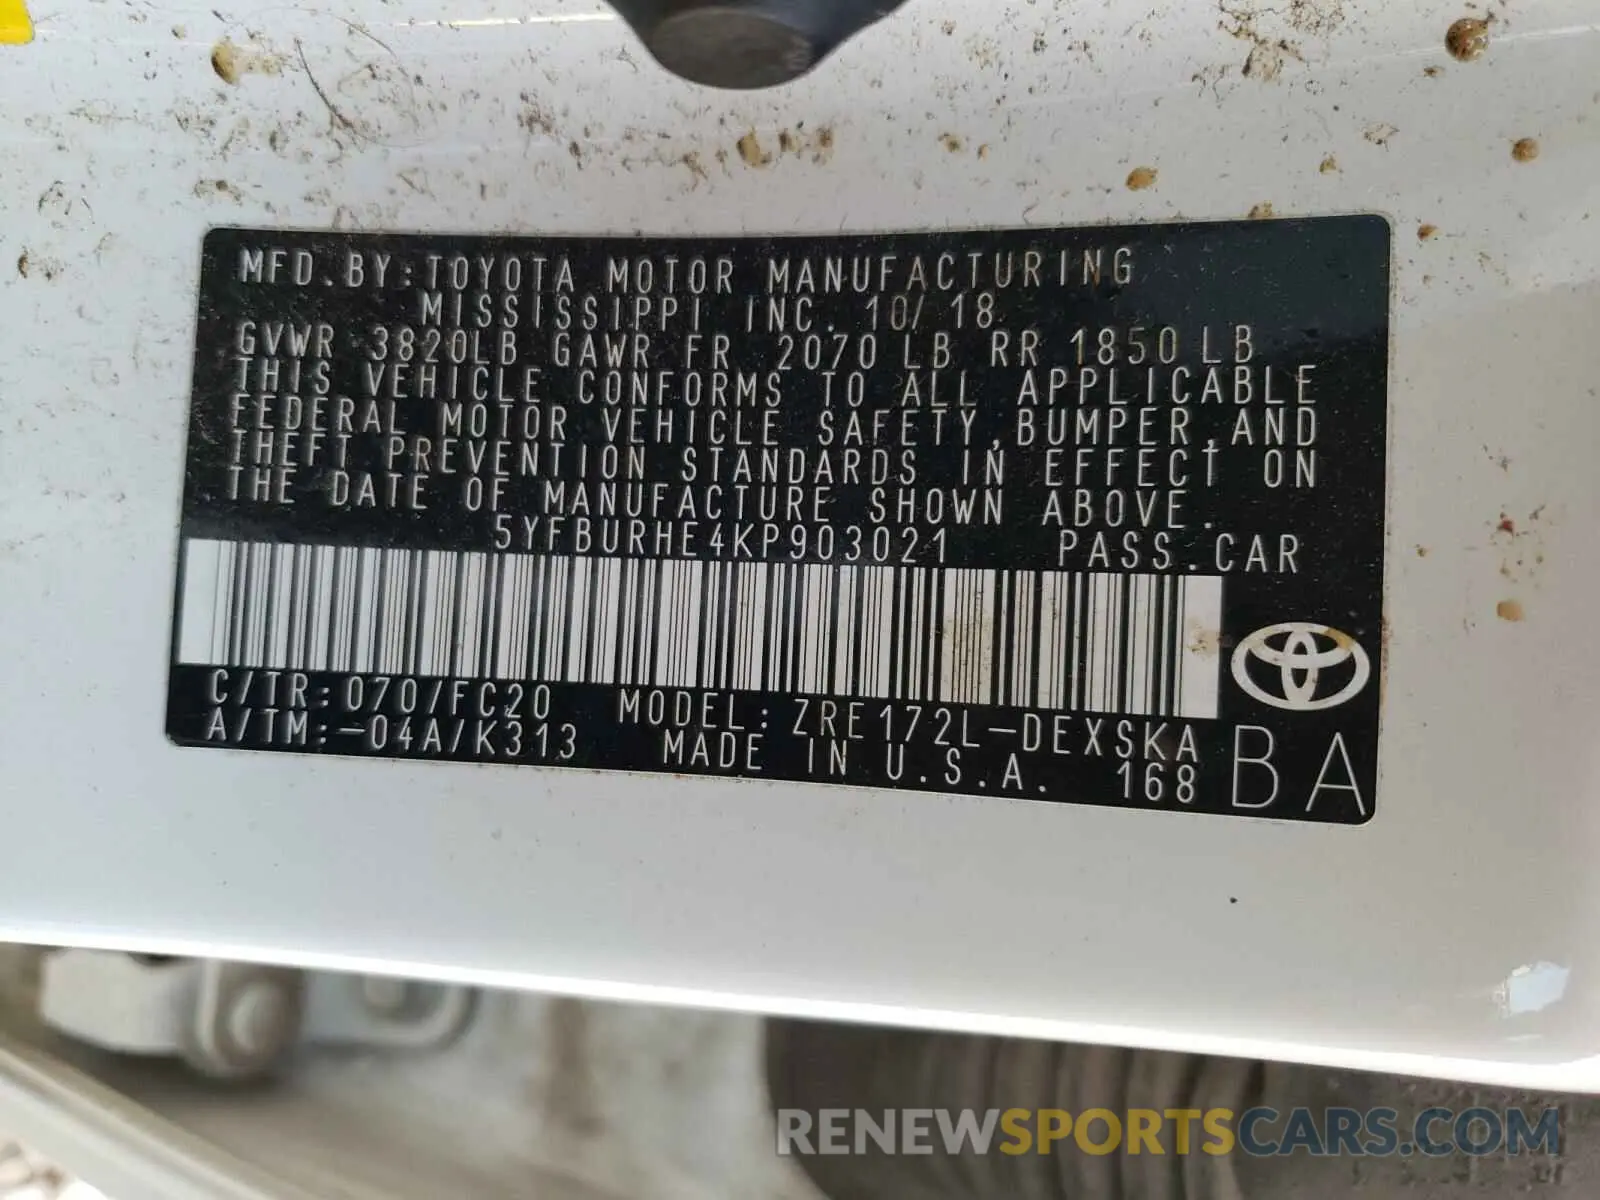 MFD.BY:TOYOTA MOTOR MANUFACTURING
MISSISSIPPI INC. 10/18
GVWR 3820LB GAWR FR 2070 LB RR 1850 LB
THIS VEHICLE CONFORMS TO ALL APPLICABLE
FEDERAL MOTOR VEHICLE SAFETY, BUMPER, AND
THEFT PREVENTION STANDARDS IN EFFECT ON
THE DATE OF MANUFACTURE SHOWN ABOVE.
5YFBURHE4KP903021 PASS.CAR
C/TR:070/FC20 MODEL:ZRE172L-DEXSKA
A/TM:-04A/K313 MADE IN U.S.A. 168 BA
RENEWSPORTSCARS.COM